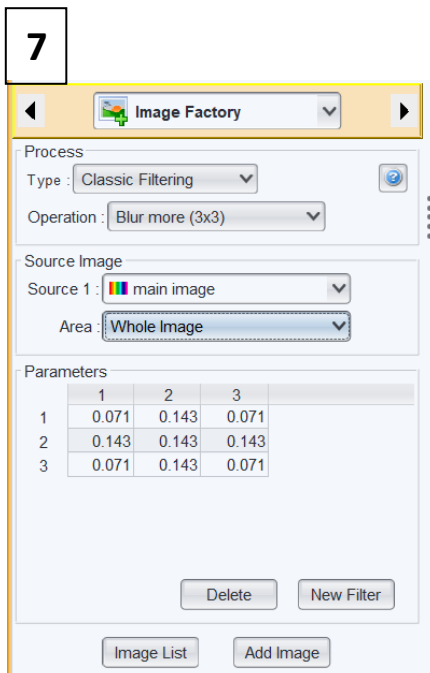 7
Image Factory
Process
Type : Classic Filtering
Operation : Blur more (3x3)
Source Image
Source 1 : main image
Area : Whole Image
Parameters
1 2 3
1 0.071 0.143 0.071
2 0.143 0.143 0.143
3 0.071 0.143 0.071
Delete New Filter
Image List Add Image